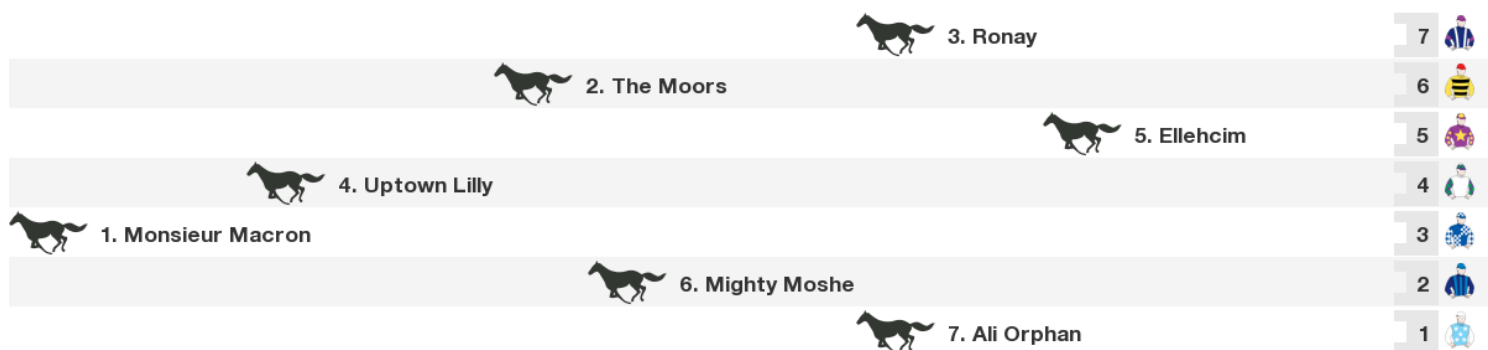 3. Ronay 7
2. The Moors 6
5. Ellehcim 5
4. Uptown Lilly 4
1. Monsieur Macron 3
6. Mighty Moshe 2
7. Ali Orphan 1